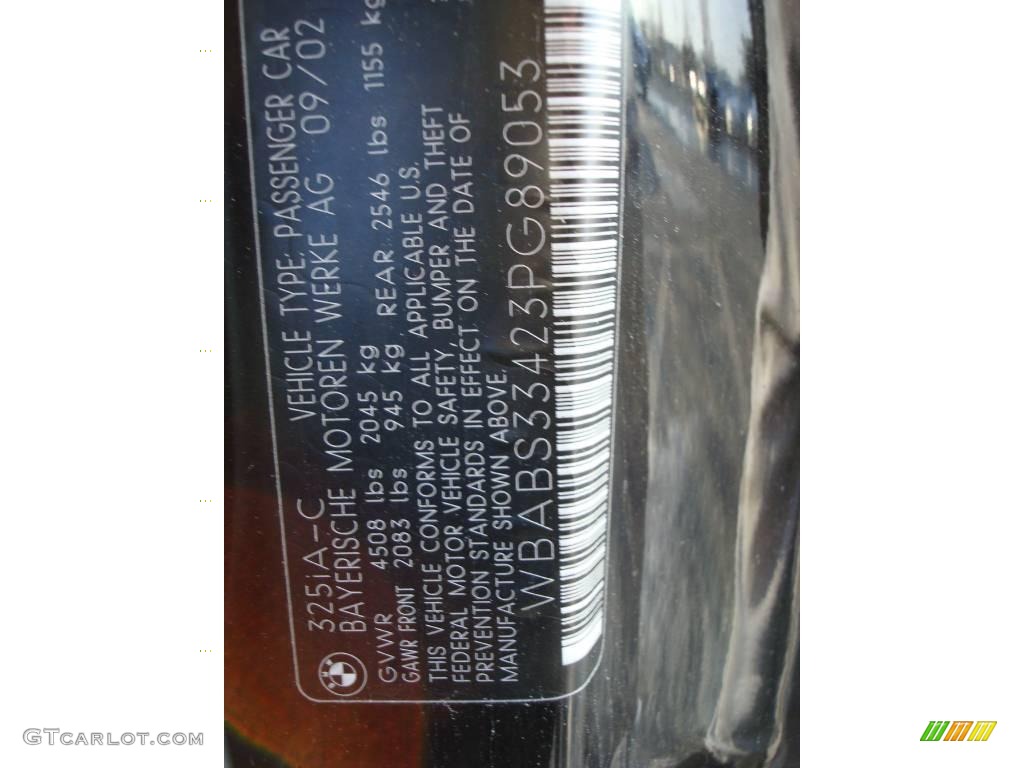 325iA-C VEHICLE TYPE: PASSENGER CAR
BAYERISCHE MOTOREN WERKE AG 09/02
GVWR 4508 lbs 2045 kg
GAWR FRONT 2083 lbs 945 kg REAR 2546 lbs 1155 kg
THIS VEHICLE CONFORMS TO ALL APPLICABLE U.S.
FEDERAL MOTOR VEHICLE SAFETY, BUMPER AND THEFT
PREVENTION STANDARDS IN EFFECT ON THE DATE OF
MANUFACTURE SHOWN ABOVE.
WBABS33423PG89053
GTCARLOT.COM